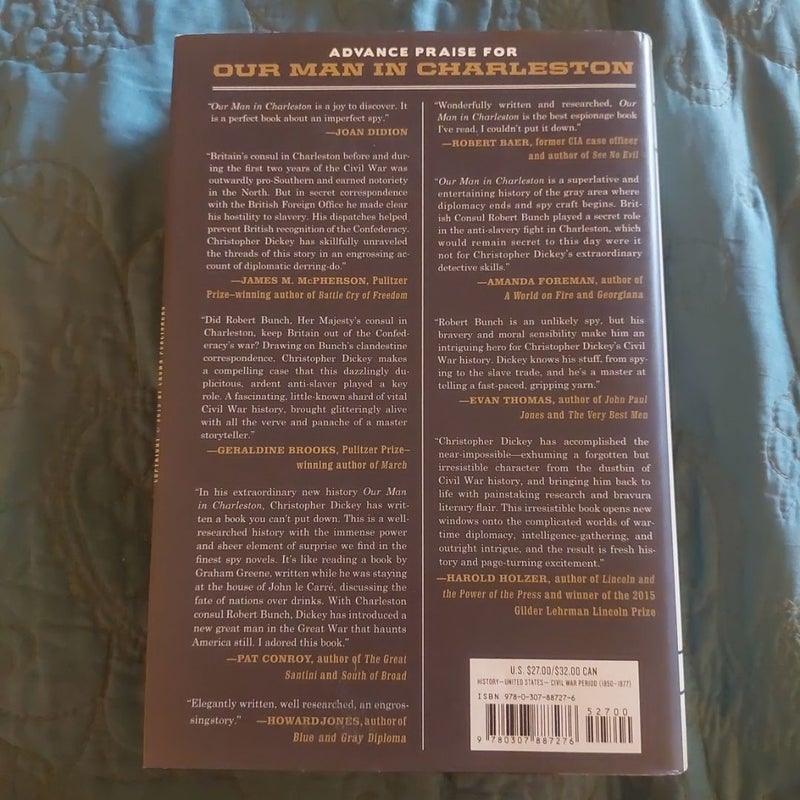 ADVANCE PRAISE FOR
OUR MAN IN CHARLESTON
"Our Man in Charleston is a joy to discover. It
is a perfect book about an imperfect spy."
—JOAN DIDION
"Britain's consul in Charleston before and dur-
ing the first two years of the Civil War was
outwardly pro-Southern and earned notoriety
in the North. But in secret correspondence
with the British Foreign Office he made clear
his hostility to slavery. His dispatches helped
prevent British recognition of the Confederacy.
Christopher Dickey has skillfully unraveled
the threads of this story in an engrossing ac-
count of diplomatic derring-do."
—JAMES M. McPHERSON, Pulitzer
Prize–winning author of Battle Cry of Freedom
"Did Robert Bunch, Her Majesty's consul in
Charleston, keep Britain out of the Confed-
eracy's war? Drawing on Bunch's clandestine
correspondence, Christopher Dickey makes
a compelling case that this dazzlingly du-
plicitous, ardent anti-slaver played a key
role. A fascinating, little-known shard of vital
Civil War history, brought glitteringly alive
with all the verve and panache of a master
storyteller."
—GERALDINE BROOKS, Pulitzer Prize–
winning author of March
"In his extraordinary new history Our Man
in Charleston, Christopher Dickey has writ-
ten a book you can't put down. This is a well-
researched history with the immense power
and sheer element of surprise we find in the
finest spy novels. It's like reading a book by
Graham Greene, written while he was staying
at the house of John le Carré, discussing the
fate of nations over drinks. With Charleston
consul Robert Bunch, Dickey has introduced a
new great man in the Great War that haunts
America still. I adored this book."
—PAT CONROY, author of The Great
Santini and South of Broad
"Elegantly written, well researched, an engros-
sing story." —HOWARD JONES, author of
Blue and Gray Diploma
"Wonderfully written and researched, Our
Man in Charleston is the best espionage book
I've read. I couldn't put it down."
—ROBERT BAER, former CIA case officer
and author of See No Evil
"Our Man in Charleston is a superlative and
entertaining history of the gray area where
diplomacy ends and spy craft begins. Brit-
ish Consul Robert Bunch played a secret role
in the anti-slavery fight in Charleston, which
would remain secret to this day were it
not for Christopher Dickey's extraordinary
detective skills."
—AMANDA FOREMAN, author of
A World on Fire and Georgiana
"Robert Bunch is an unlikely spy, but his
bravery and moral sensibility make him an
intriguing hero for Christopher Dickey's Civil
War history. Dickey knows his stuff, from spy-
ing to the slave trade, and he's a master at
telling a fast-paced, gripping yarn."
—EVAN THOMAS, author of John Paul
Jones and The Very Best Men
"Christopher Dickey has accomplished the
near-impossible—exhuming a forgotten but
irresistible character from the dustbin of
Civil War history, and bringing him back to
life with painstaking research and bravura
literary flair. This irresistible book opens new
windows onto the complicated worlds of war-
time diplomacy, intelligence-gathering, and
outright intrigue, and the result is fresh his-
tory and page-turning excitement."
—HAROLD HOLZER, author of Lincoln and
the Power of the Press and winner of the 2015
Gilder Lehrman Lincoln Prize
U.S. $27.00/$32.00 CAN
HISTORY—UNITED STATES— CIVIL WAR PERIOD (1850-1877)
ISBN 978-0-307-88727-6
52700
9 780307 887276